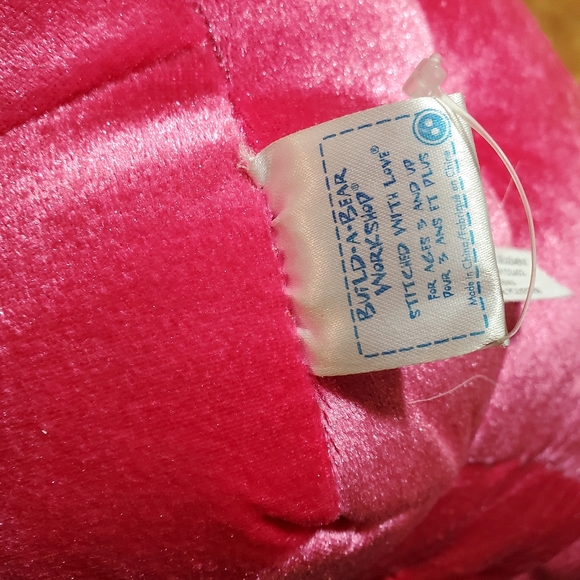 BUILD-A-BEAR
WORKSHOP®
STITCHED WITH LOVE®
FOR AGES 3 AND UP
POUR 3 ANS ET PLUS
Made in China/Fabriqué en Chine